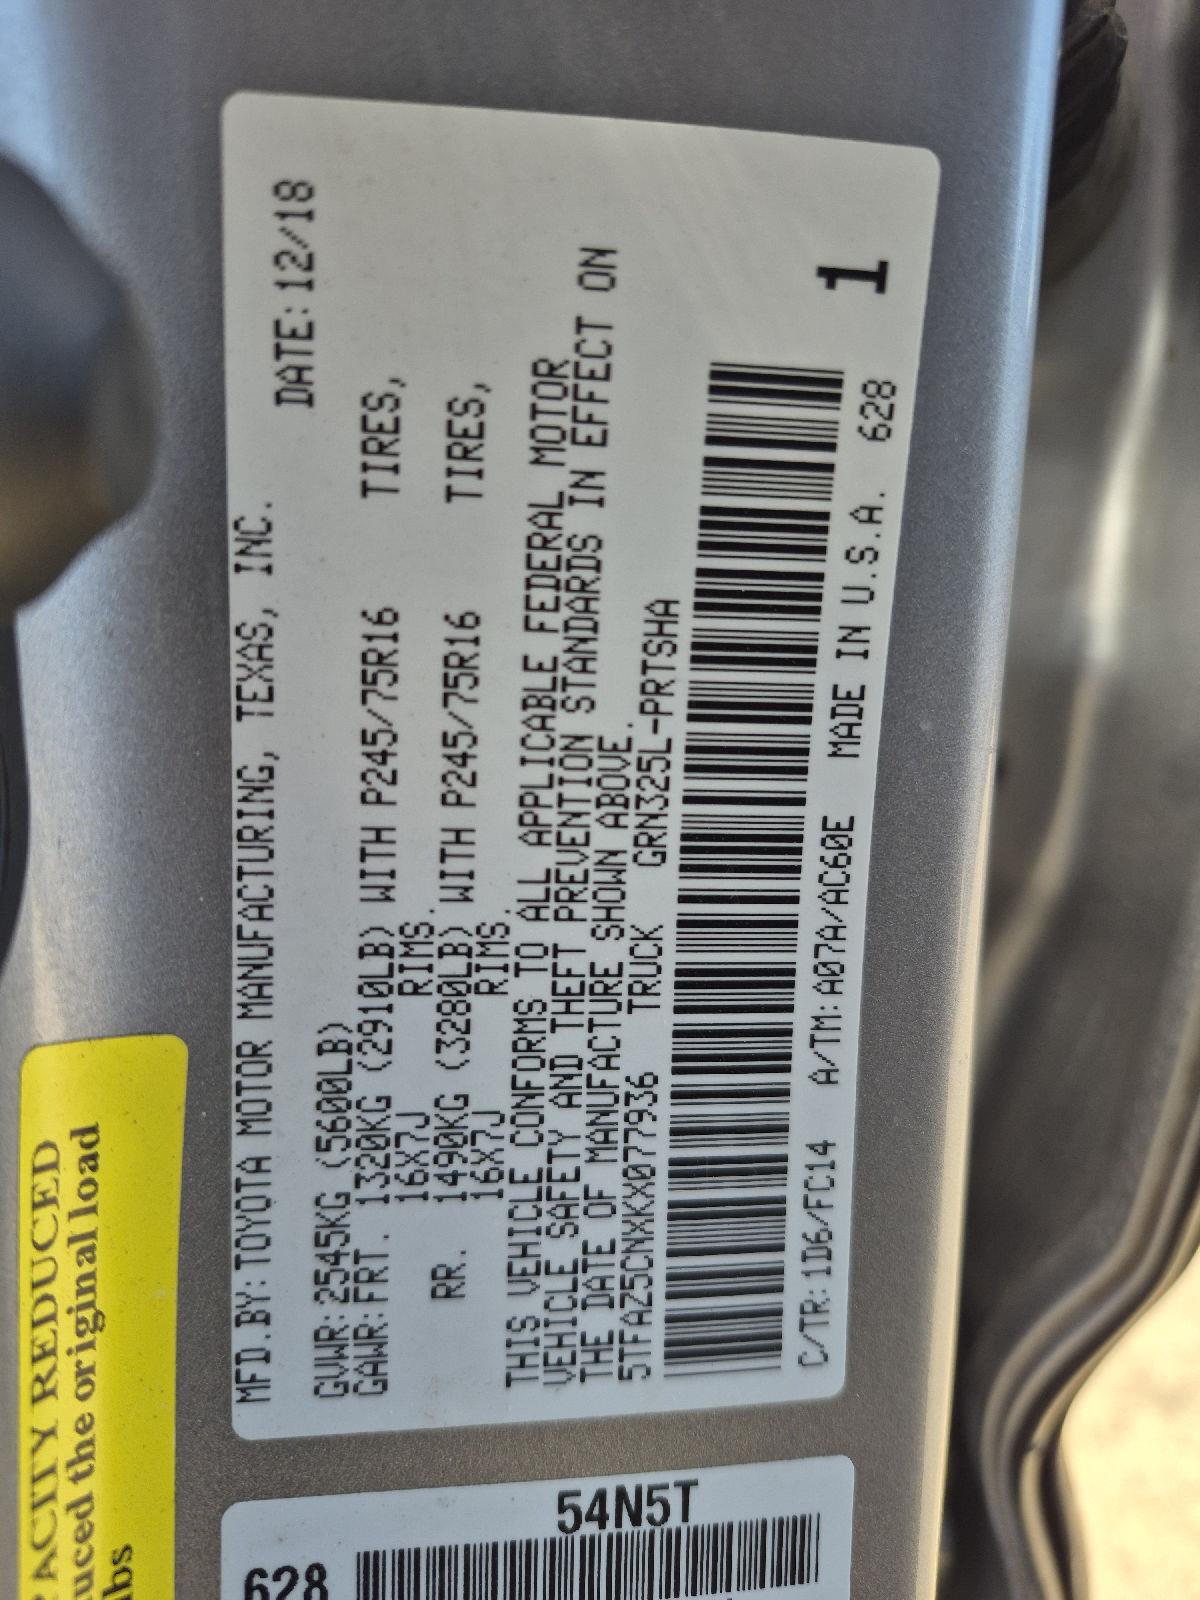 RACITY REDUCED
uced the original load
lbs
MFD.BY:TOYOTA MOTOR MANUFACTURING, TEXAS, INC.
DATE: 12/18
GVWR:2545KG (5600LB)
GAWR:FRT. 1320KG (2910LB) WITH P245/75R16 TIRES,
16X7J RIMS.
RR. 1490KG (3280LB) WITH P245/75R16 TIRES,
16X7J RIMS.
THIS VEHICLE CONFORMS TO ALL APPLICABLE FEDERAL MOTOR
VEHICLE SAFETY AND THEFT PREVENTION STANDARDS IN EFFECT ON
THE DATE OF MANUFACTURE SHOWN ABOVE.
5TFAZ5CNXKX077936 TRUCK GRN325L-PRTSHA
1
C/TR:1D6/FC14 A/TM:A07A/AC60E MADE IN U.S.A. 628
54N5T
628